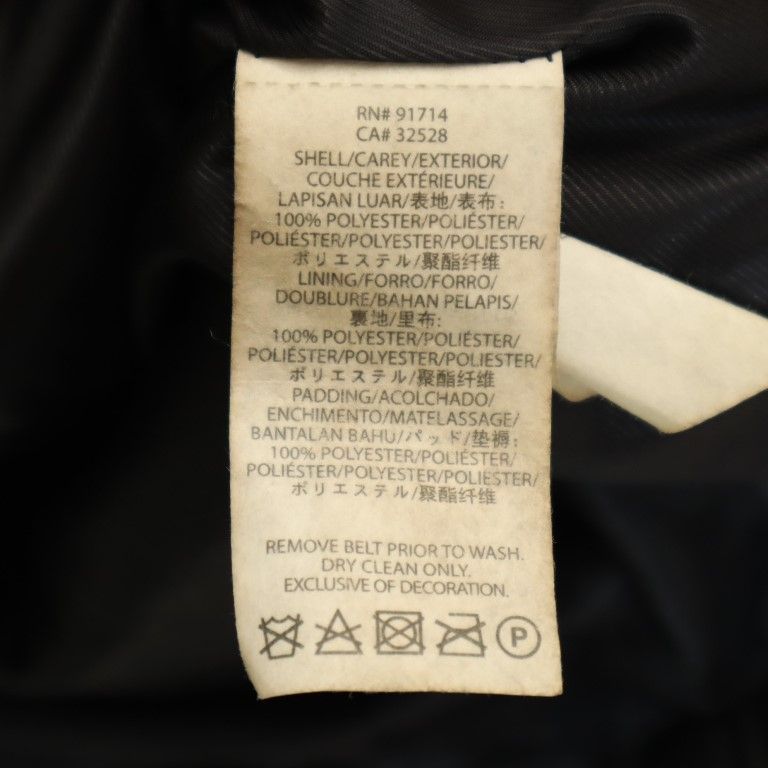 RN# 91714
CA# 32528
SHELL/CAREY/EXTERIOR/
COUCHE EXTÉRIEURE/
LAPISAN LUAR/表地/表布:
100% POLYESTER/POLIÉSTER/
POLIÉSTER/POLYESTER/POLIESTER/
ポリエステル/聚酯纤维
LINING/FORRO/FORRO/
DOUBLURE/BAHAN PELAPIS/
裏地/里布:
100% POLYESTER/POLIÉSTER/
POLIÉSTER/POLYESTER/POLIESTER/
ポリエステル/聚酯纤维
PADDING/ACOLCHADO/
ENCHIMENTO/MATELASSAGE/
BANTALAN BAHU/パッド/垫褥:
100% POLYESTER/POLIÉSTER/
POLIÉSTER/POLYESTER/POLIESTER/
ポリエステル/聚酯纤维
REMOVE BELT PRIOR TO WASH.
DRY CLEAN ONLY.
EXCLUSIVE OF DECORATION.
P